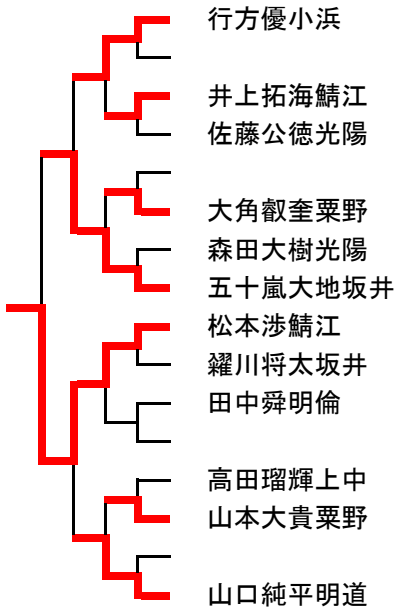 行方優小浜
井上拓海鯖江
佐藤公徳光陽
大角叡奎粟野
森田大樹光陽
五十嵐大地坂井
松本渉鯖江
糶川将太坂井
田中舜明倫
高田瑠輝上中
山本大貴粟野
山口純平明道